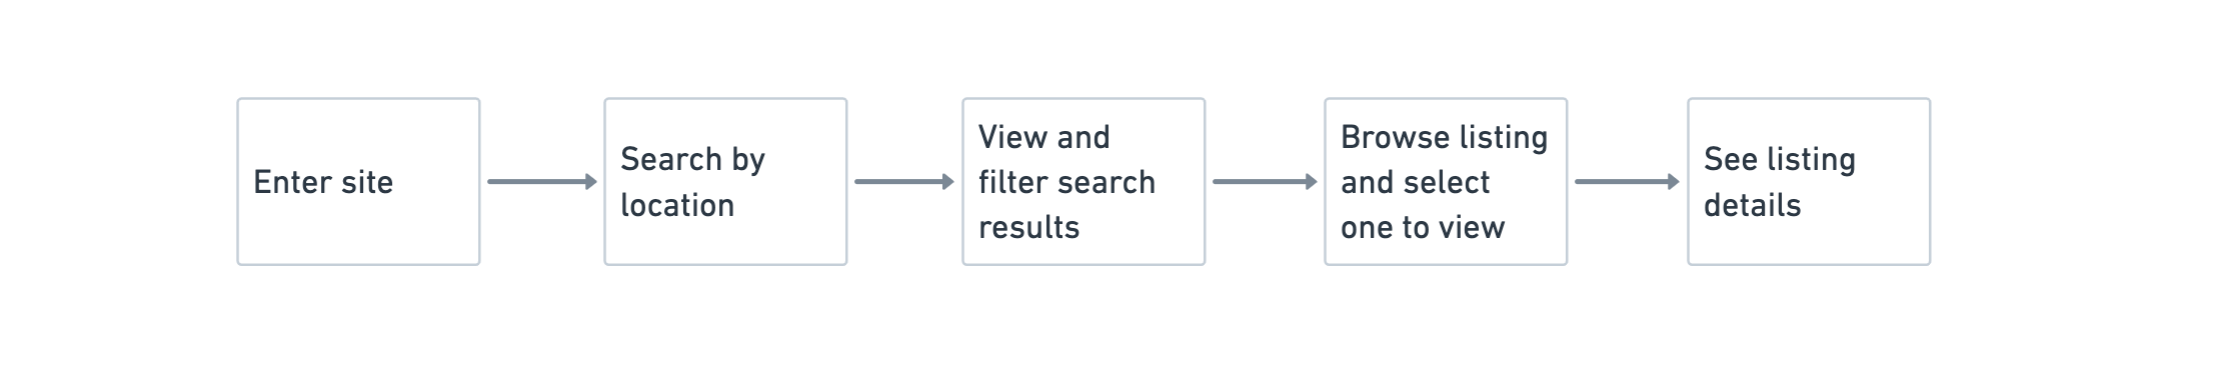 Enter site
Search by
location
View and
filter search
results
Browse listing
and select
one to view
See listing
details